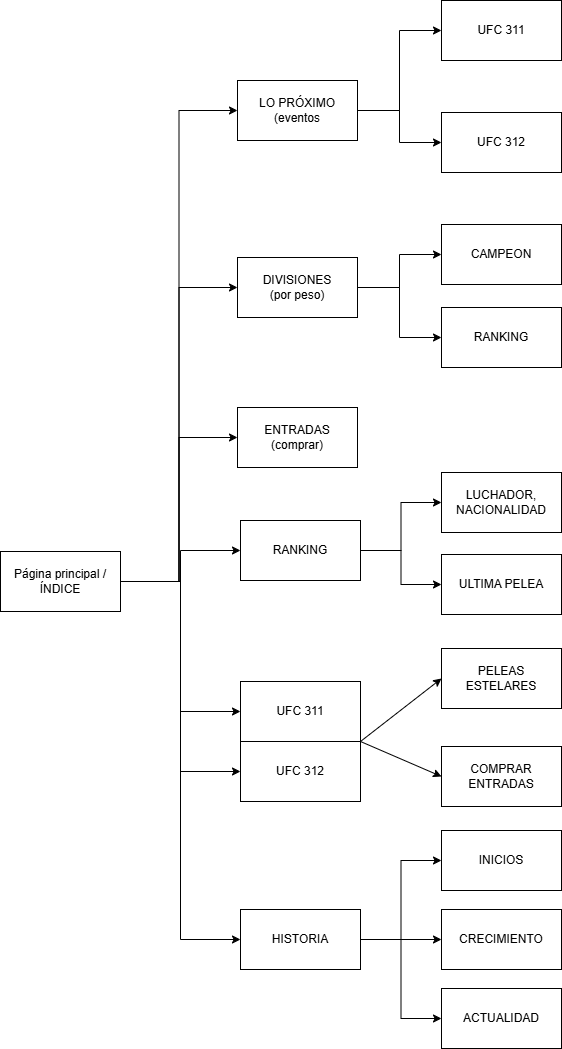 UFC 311
LO PRÓXIMO
(eventos
UFC 312
CAMPEON
DIVISIONES
(por peso)
RANKING
ENTRADAS
(comprar)
LUCHADOR,
NACIONALIDAD
RANKING
Página principal /
ÍNDICE
ULTIMA PELEA
PELEAS
ESTELARES
UFC 311
UFC 312
COMPRAR
ENTRADAS
INICIOS
HISTORIA
CRECIMIENTO
ACTUALIDAD